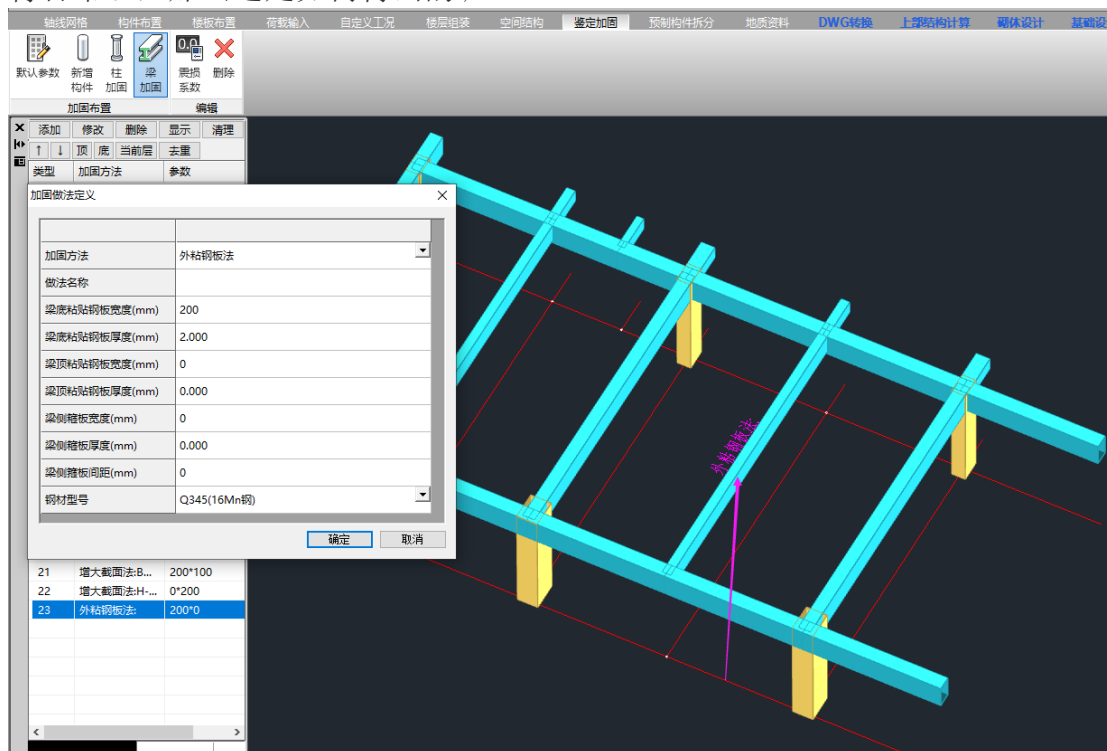 轴线网格 构件布置 楼板布置 荷载输入 自定义工况 楼层组装 空间结构 鉴定加固 预制构件拆分 地质资料 DWG转换 上部结构计算 砌体设计 基础设
默认参数 新增构件 柱加固 梁加固 震损系数 删除
加固布置 编辑
添加 修改 删除 显示 清理
↑ ↓ 顶 底 当前层 去重
类型 加固方法 参数
加固做法定义
加固方法 外粘钢板法
做法名称
梁底粘贴钢板宽度(mm) 200
梁底粘贴钢板厚度(mm) 2.000
梁顶粘贴钢板宽度(mm) 0
梁顶粘贴钢板厚度(mm) 0.000
梁侧箍板宽度(mm) 0
梁侧箍板厚度(mm) 0.000
梁侧箍板间距(mm) 0
钢材型号 Q345(16Mn钢)
确定 取消
21 增大截面法:B... 200*100
22 增大截面法:H-... 0*200
23 外粘钢板法: 200*0
外粘钢板法: